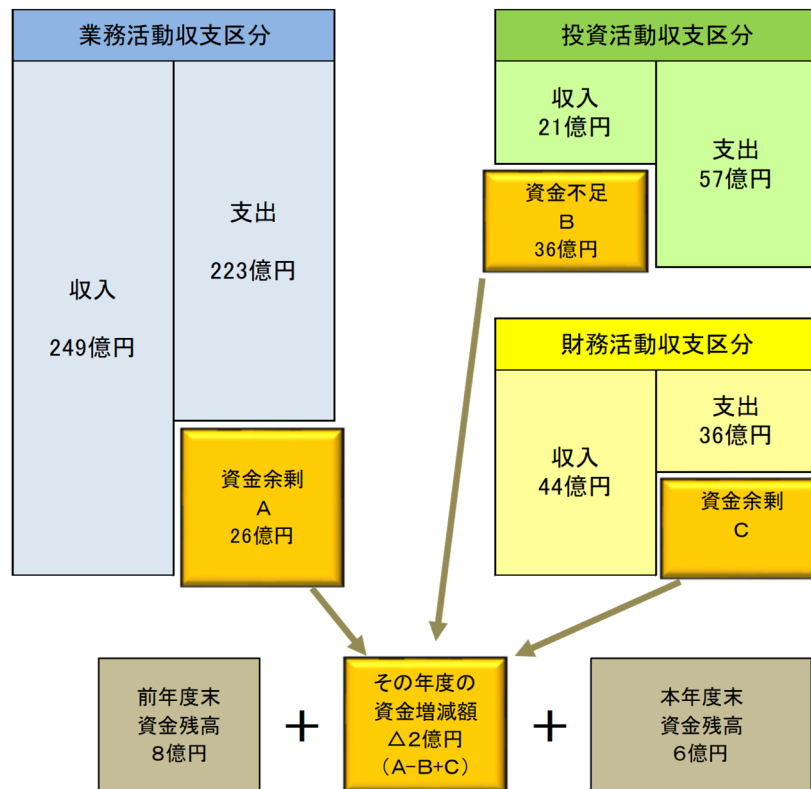 業務活動収支区分
収入
249億円
支出
223億円
資金余剰
A
26億円
投資活動収支区分
収入
21億円
支出
57億円
資金不足
B
36億円
財務活動収支区分
収入
44億円
支出
36億円
資金余剰
C
前年度末
資金残高
8億円
+
その年度の
資金増減額
△2億円
(A-B+C)
+
本年度末
資金残高
6億円